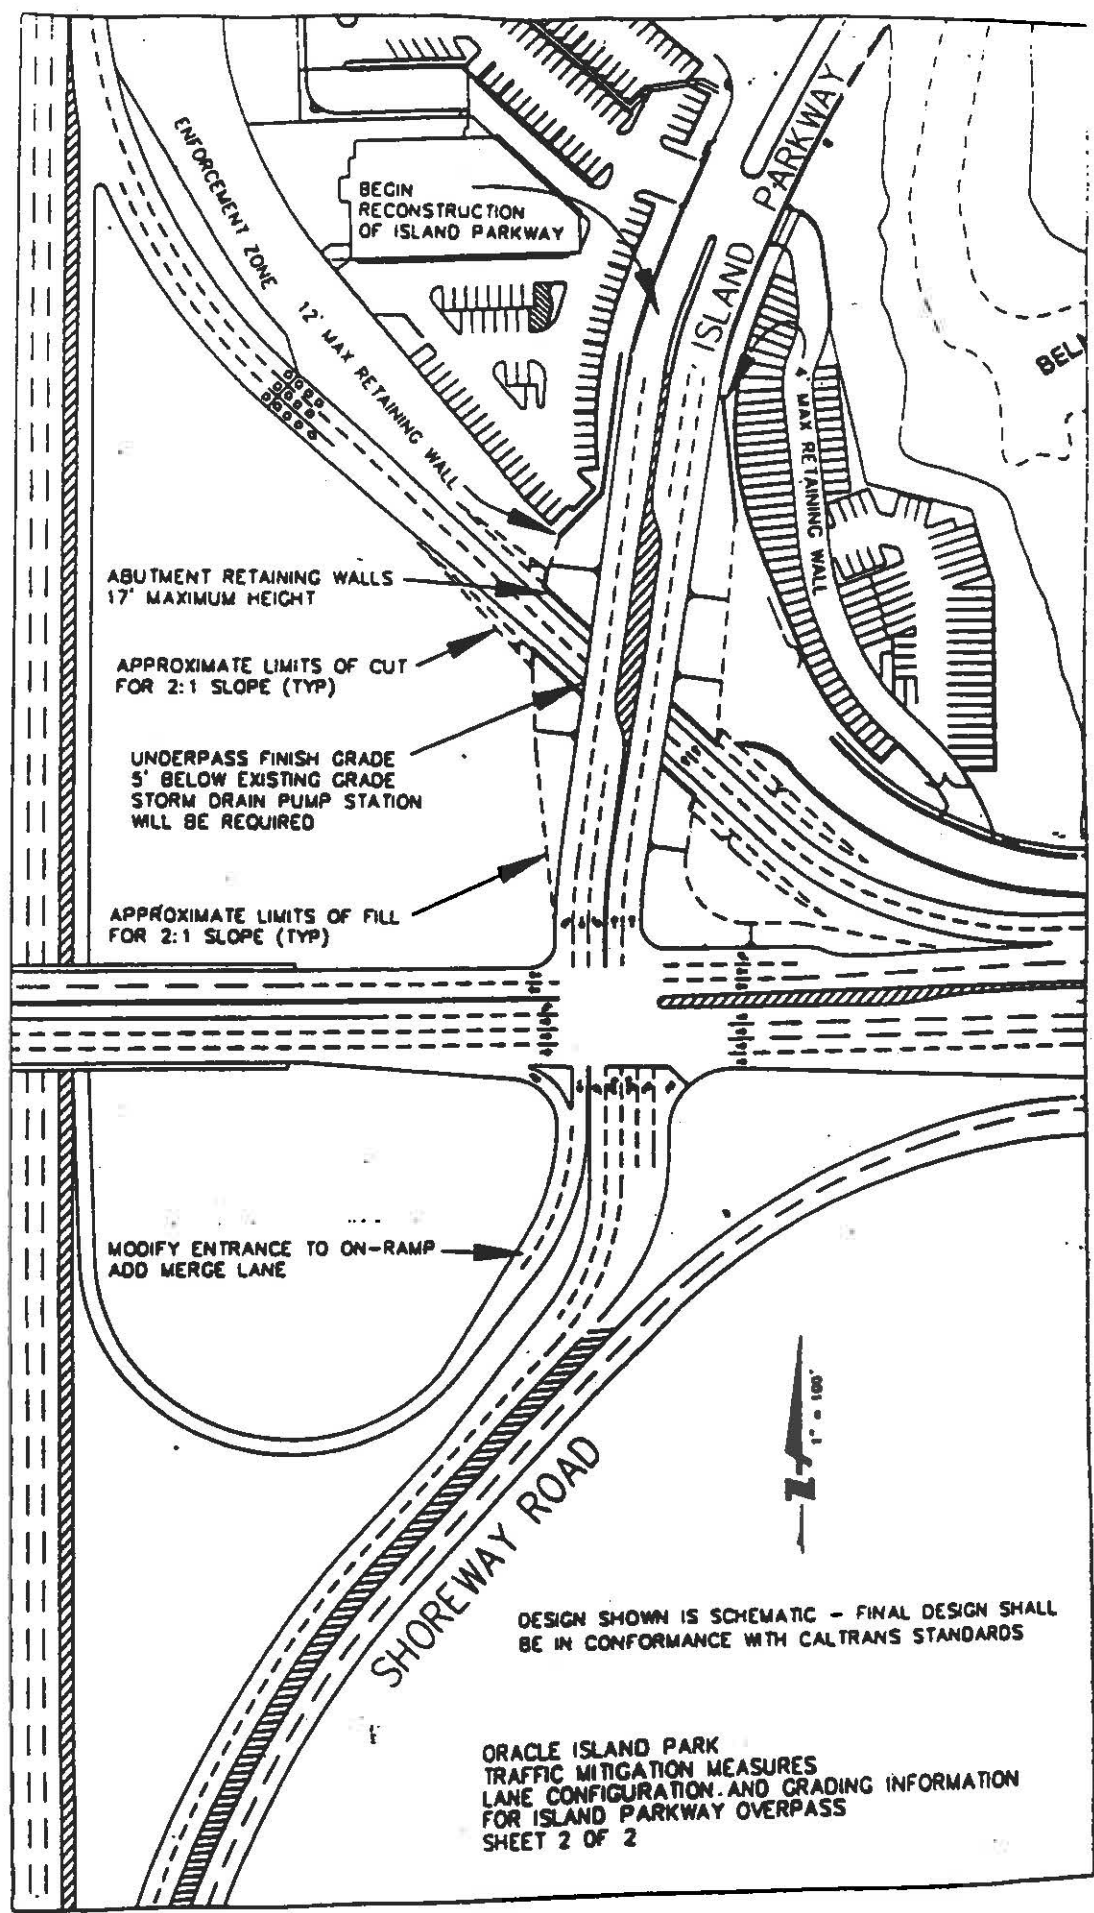 ENFORCEMENT ZONE
BEGIN
RECONSTRUCTION
OF ISLAND PARKWAY
ISLAND PARKWAY
12' MAX RETAINING WALL
4' MAX RETAINING WALL
BELM
ABUTMENT RETAINING WALLS
17' MAXIMUM HEIGHT
APPROXIMATE LIMITS OF CUT
FOR 2:1 SLOPE (TYP)
UNDERPASS FINISH GRADE
5' BELOW EXISTING GRADE
STORM DRAIN PUMP STATION
WILL BE REQUIRED
APPROXIMATE LIMITS OF FILL
FOR 2:1 SLOPE (TYP)
MODIFY ENTRANCE TO ON-RAMP
ADD MERGE LANE
SHOREWAY ROAD
Z
1" = 100'
DESIGN SHOWN IS SCHEMATIC - FINAL DESIGN SHALL
BE IN CONFORMANCE WITH CALTRANS STANDARDS
ORACLE ISLAND PARK
TRAFFIC MITIGATION MEASURES
LANE CONFIGURATION AND GRADING INFORMATION
FOR ISLAND PARKWAY OVERPASS
SHEET 2 OF 2